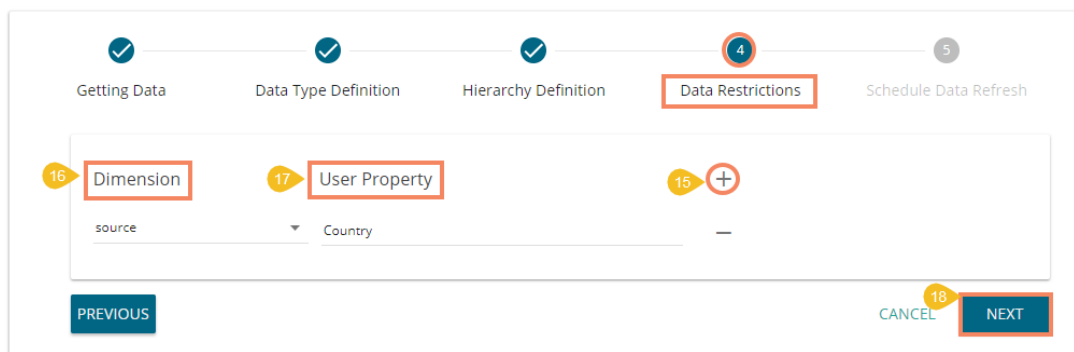 4
5
Getting Data
Data Type Definition
Hierarchy Definition
Data Restrictions
Schedule Data Refresh
16
Dimension
17
User Property
15
+
source
Country
−
18
PREVIOUS
CANCEL
NEXT